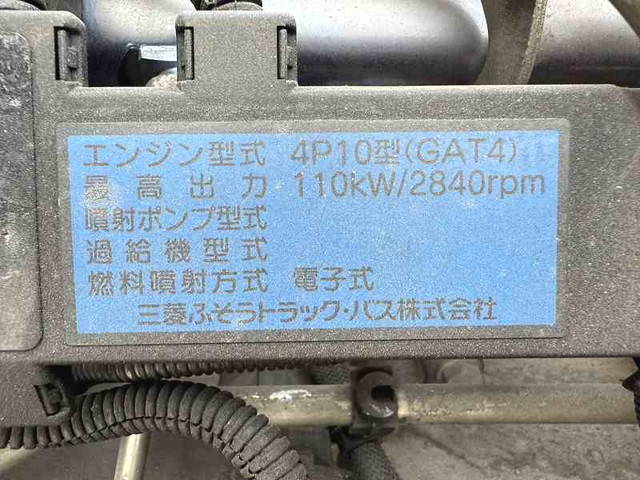 エンジン型式 4P10型(GAT4)
最高出力 110kW/2840rpm
噴射ポンプ型式
過給機型式
燃料噴射方式 電子式
三菱ふそうトラック・バス株式会社